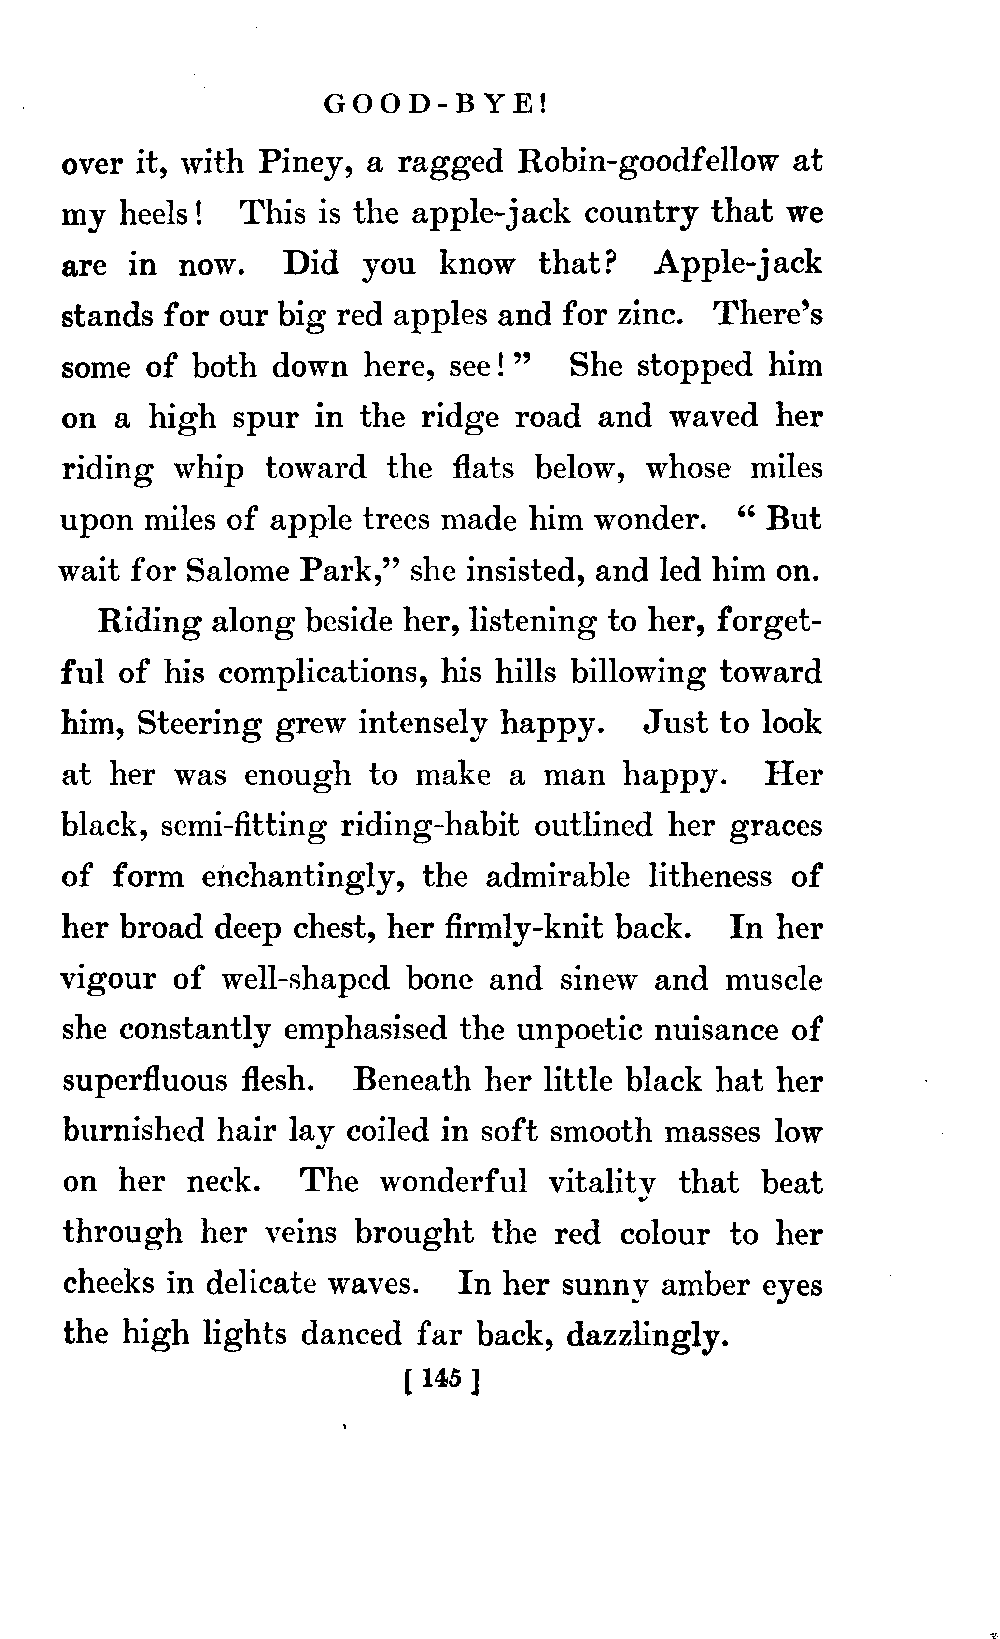 GOOD-BYE!
over it, with Piney, a ragged Robin-goodfellow at
my heels! This is the apple-jack country that we
are in now. Did you know that? Apple-jack
stands for our big red apples and for zinc. There's
some of both down here, see!" She stopped him
on a high spur in the ridge road and waved her
riding whip toward the flats below, whose miles
upon miles of apple trees made him wonder. "But
wait for Salome Park," she insisted, and led him on.
Riding along beside her, listening to her, forget-
ful of his complications, his hills billowing toward
him, Steering grew intensely happy. Just to look
at her was enough to make a man happy. Her
black, semi-fitting riding-habit outlined her graces
of form enchantingly, the admirable litheness of
her broad deep chest, her firmly-knit back. In her
vigour of well-shaped bone and sinew and muscle
she constantly emphasised the unpoetic nuisance of
superfluous flesh. Beneath her little black hat her
burnished hair lay coiled in soft smooth masses low
on her neck. The wonderful vitality that beat
through her veins brought the red colour to her
cheeks in delicate waves. In her sunny amber eyes
the high lights danced far back, dazzlingly.
[145]